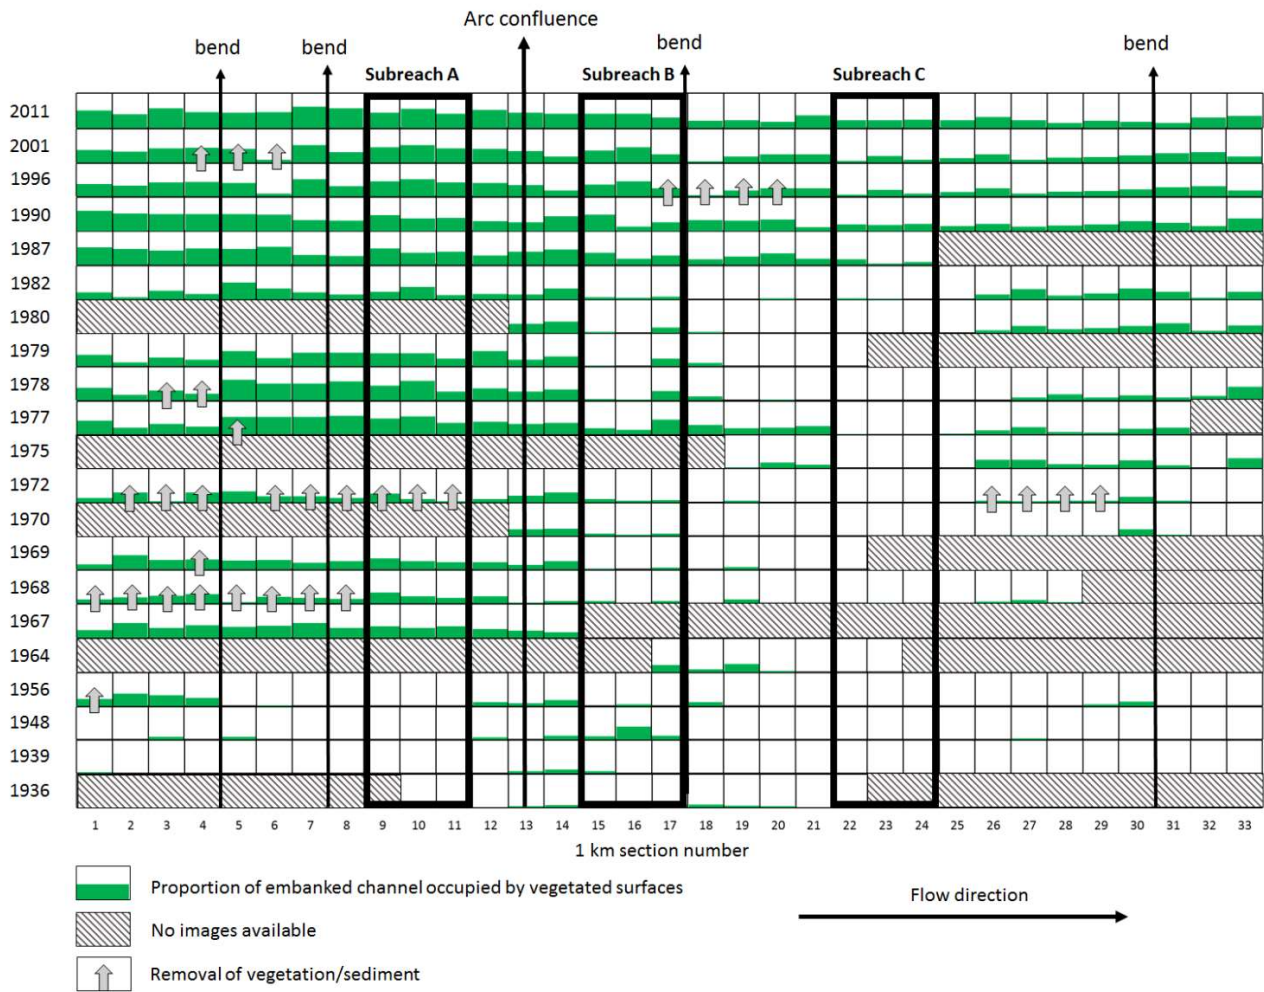 Arc confluence
bend bend bend bend
Subreach A Subreach B Subreach C
2011
2001
1996
1990
1987
1982
1980
1979
1978
1977
1975
1972
1970
1969
1968
1967
1964
1956
1948
1939
1936
1 2 3 4 5 6 7 8 9 10 11 12 13 14 15 16 17 18 19 20 21 22 23 24 25 26 27 28 29 30 31 32 33
1 km section number
Proportion of embanked channel occupied by vegetated surfaces
Flow direction
No images available
Removal of vegetation/sediment